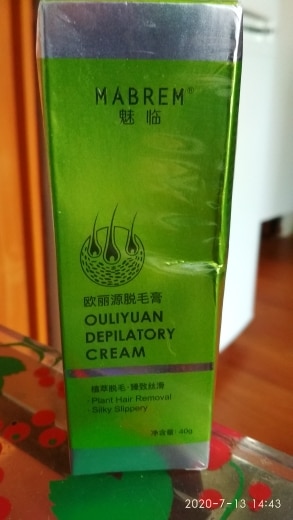 MABREM®
魅临
欧丽源脱毛膏
OULIYUAN
DEPILATORY
CREAM
植萃脱毛·臻致丝滑
·Plant Hair Removal
·Silky Slippery
净含量: 40g
2020-7-13 14:43